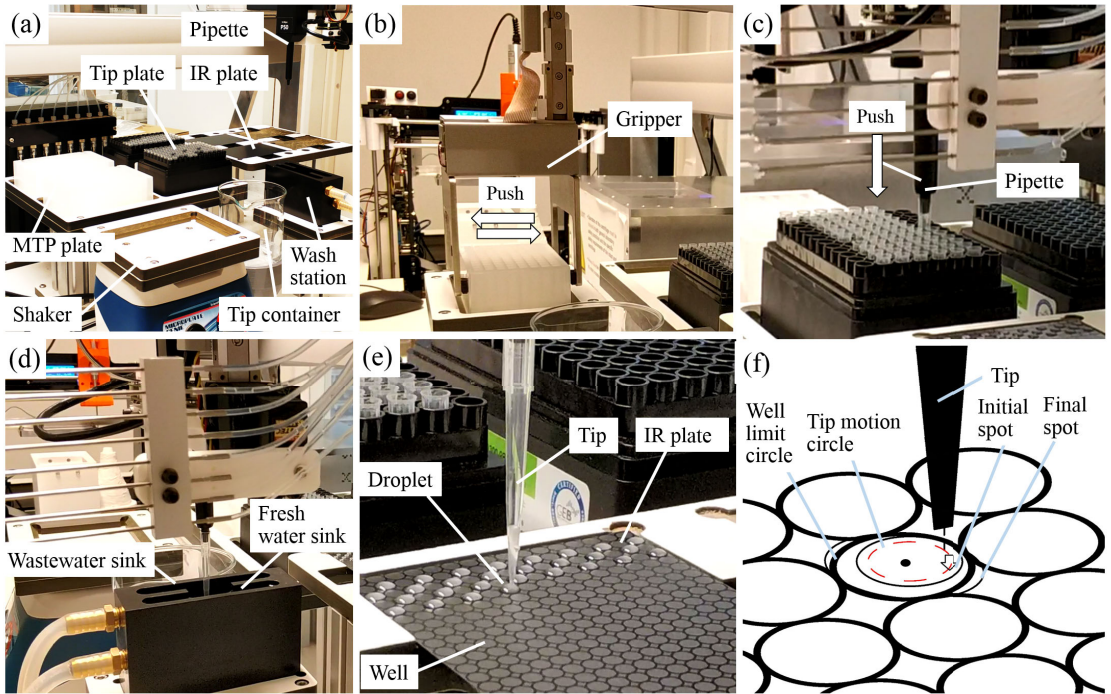 (a)
Pipette
P50
Tip plate
IR plate
MTP plate
Wash
station
Shaker
Tip container
(b)
Gripper
Push
(c)
Push
Pipette
(d)
Fresh
water sink
Wastewater sink
(e)
Tip
IR plate
Droplet
Well
(f)
Tip
Well
limit
circle
Tip motion
circle
Initial
spot
Final
spot